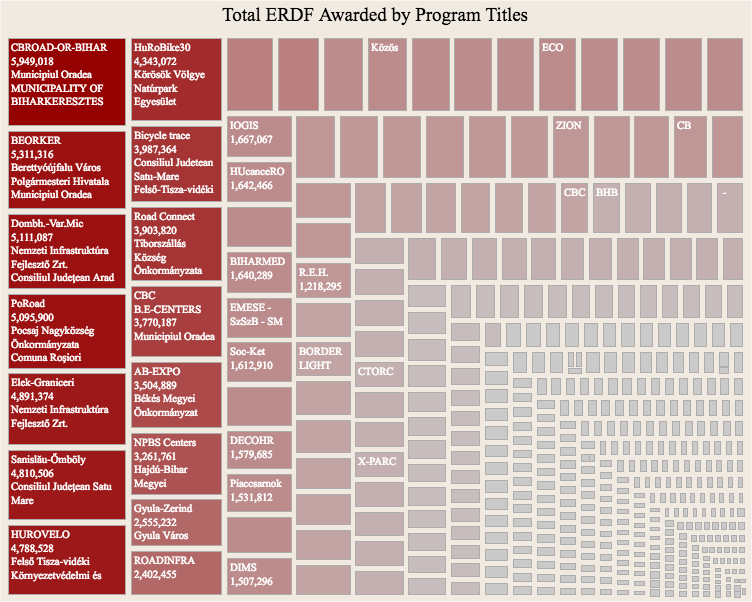 Total ERDF Awarded by Program Titles
CBROAD-OR-BIHAR
5,949,018
Municipiul Oradea
MUNICIPALITY OF
BIHARKERESZTES
BEORKER
5,311,316
Berettyóújfalu Város
Polgármesteri Hivatala
Municipiul Oradea
Dombh.-Var.Mic
5,111,087
Nemzeti Infrastruktúra
Fejlesztő Zrt.
Consiliul Județean Arad
PoRoad
5,095,900
Pocsaj Nagyközség
Önkormányzata
Comuna Roșiori
Elek-Graniceri
4,891,374
Nemzeti Infrastruktúra
Fejlesztő Zrt.
Sanislău-Őmböly
4,810,506
Consiliul Județean Satu
Mare
HUROVELO
4,788,528
Felső Tisza-vidéki
Környezetvédelmi és
HuRoBike30
4,343,072
Körösök Völgye
Natúrpark
Egyesület
Bicycle trace
3,987,364
Consiliul Judetean
Satu-Mare
Felső-Tisza-vidéki
Road Connect
3,903,820
Tiborszállás
Község
Önkormányzata
CBC
B.E-CENTERS
3,770,187
Municipiul Oradea
AB-EXPO
3,504,889
Békés Megyei
Önkormányzat
NPBS Centers
3,261,761
Hajdú-Bihar
Megyei
Gyula-Zerind
2,555,232
Gyula Város
ROADINFRA
2,402,455
IOGIS
1,667,067
HUcanceRO
1,642,466
BIHARMED
1,640,289
EMESE -
SzSzB - SM
Soc-Ket
1,612,910
DECOHR
1,579,685
Piaccsarnok
1,531,812
DIMS
1,507,296
R.E.H.
1,218,295
BORDER
LIGHT
Közös
ECO
ZION
CB
CBC
BHB
-
CTORC
X-PARC